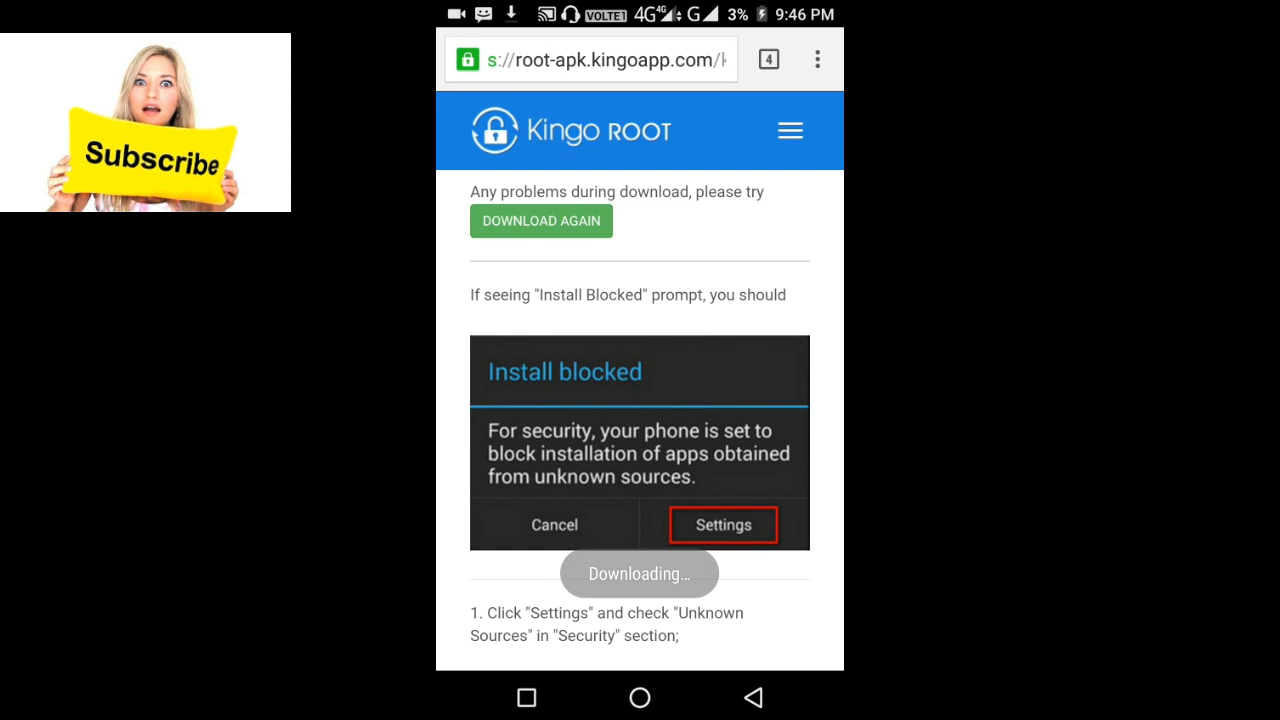 VOLTE1 4G 4G G 3% 9:46 PM
s://root-apk.kingoapp.com/k
4
Subscribe
Kingo ROOT
Any problems during download, please try
DOWNLOAD AGAIN
If seeing "Install Blocked" prompt, you should
Install blocked
For security, your phone is set to
block installation of apps obtained
from unknown sources.
Cancel Settings
Downloading...
1. Click "Settings" and check "Unknown
Sources" in "Security" section;